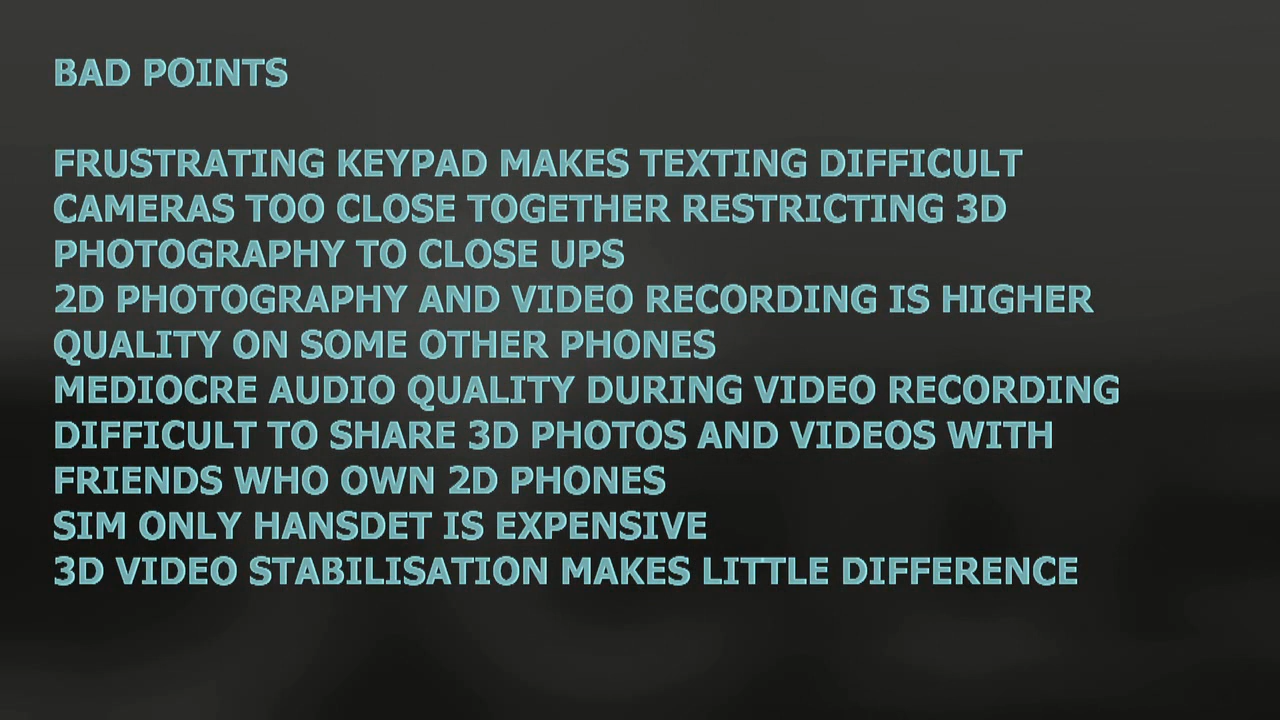 BAD POINTS
FRUSTRATING KEYPAD MAKES TEXTING DIFFICULT
CAMERAS TOO CLOSE TOGETHER RESTRICTING 3D
PHOTOGRAPHY TO CLOSE UPS
2D PHOTOGRAPHY AND VIDEO RECORDING IS HIGHER
QUALITY ON SOME OTHER PHONES
MEDIOCRE AUDIO QUALITY DURING VIDEO RECORDING
DIFFICULT TO SHARE 3D PHOTOS AND VIDEOS WITH
FRIENDS WHO OWN 2D PHONES
SIM ONLY HANSDET IS EXPENSIVE
3D VIDEO STABILISATION MAKES LITTLE DIFFERENCE